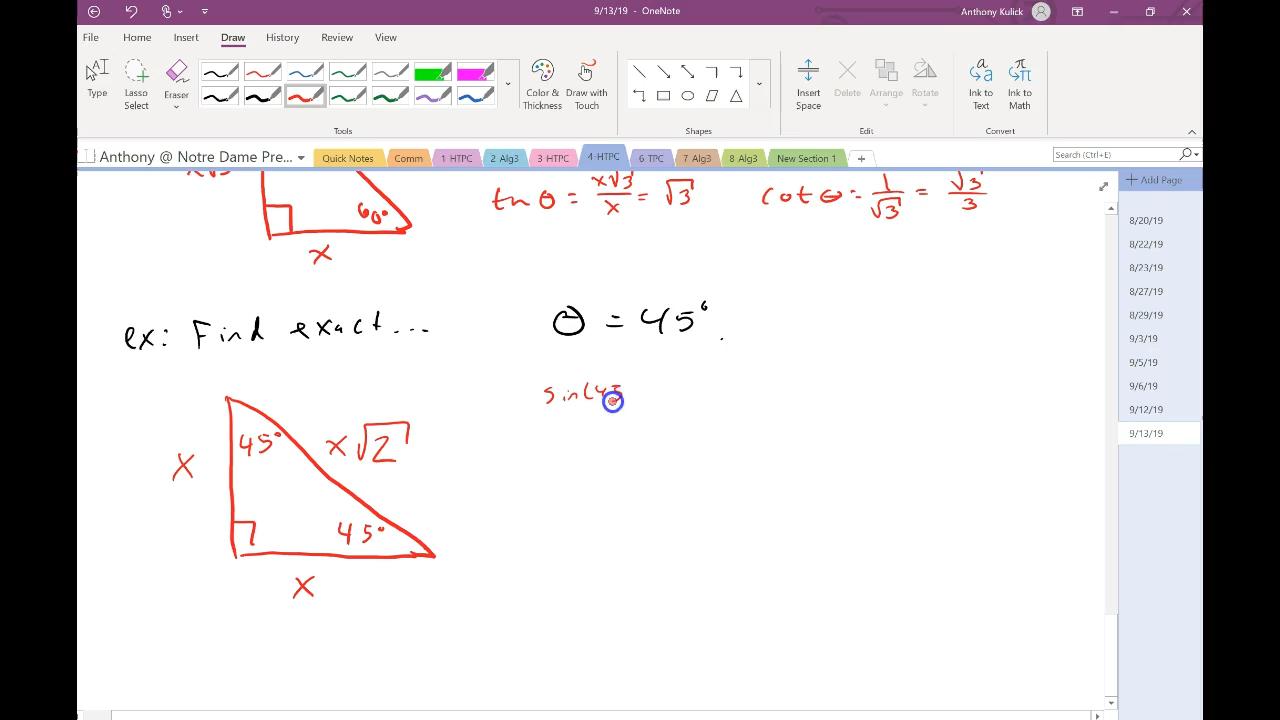 9/13/19 - OneNote
Anthony Kulick
File Home Insert Draw History Review View
Type
Lasso Select
Eraser
Color & Thickness
Draw with Touch
Insert Space
Delete
Arrange
Rotate
Ink to Text
Ink to Math
Tools
Shapes
Edit
Convert
Anthony @ Notre Dame Pre...
Quick Notes
Comm
1 HTPC
2 Alg3
3 HTPC
4-HTPC
6 TPC
7 Alg3
8 Alg3
New Section 1
Search (Ctrl+E)
Add Page
8/20/19
8/22/19
8/23/19
8/27/19
8/29/19
9/3/19
9/5/19
9/6/19
9/12/19
9/13/19
60°
x
tn θ = x√3/x = √3
cot θ = 1/√3 = √3/3
ex: Find exact... θ = 45°.
sin(45
45°
x√2
x
45°
x